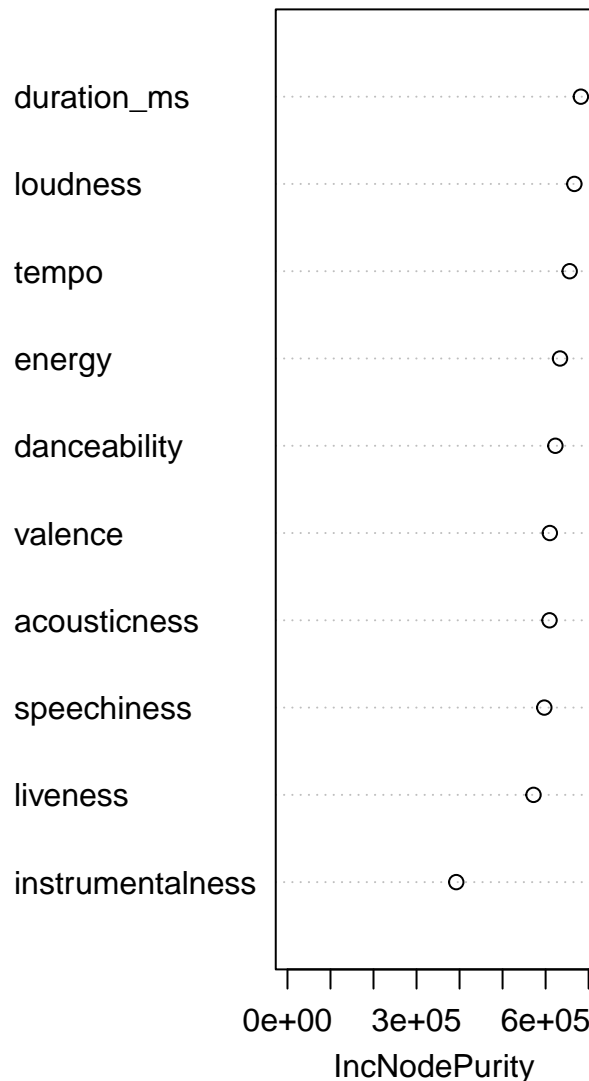 duration_ms
loudness
tempo
energy
danceability
valence
acousticness
speechiness
liveness
instrumentalness
0e+00 3e+05 6e+05
IncNodePurity